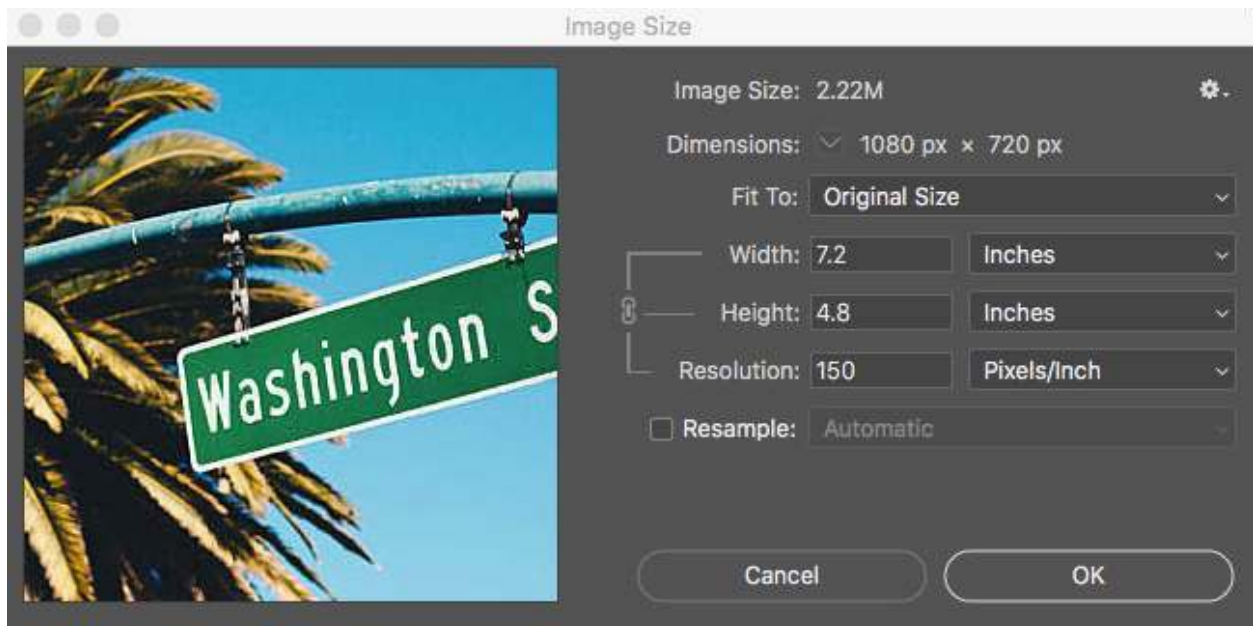 Image Size
Image Size: 2.22M
Dimensions: 1080 px × 720 px
Fit To: Original Size
Width: 7.2 Inches
Height: 4.8 Inches
Resolution: 150 Pixels/Inch
Resample: Automatic
Cancel OK
Washington S